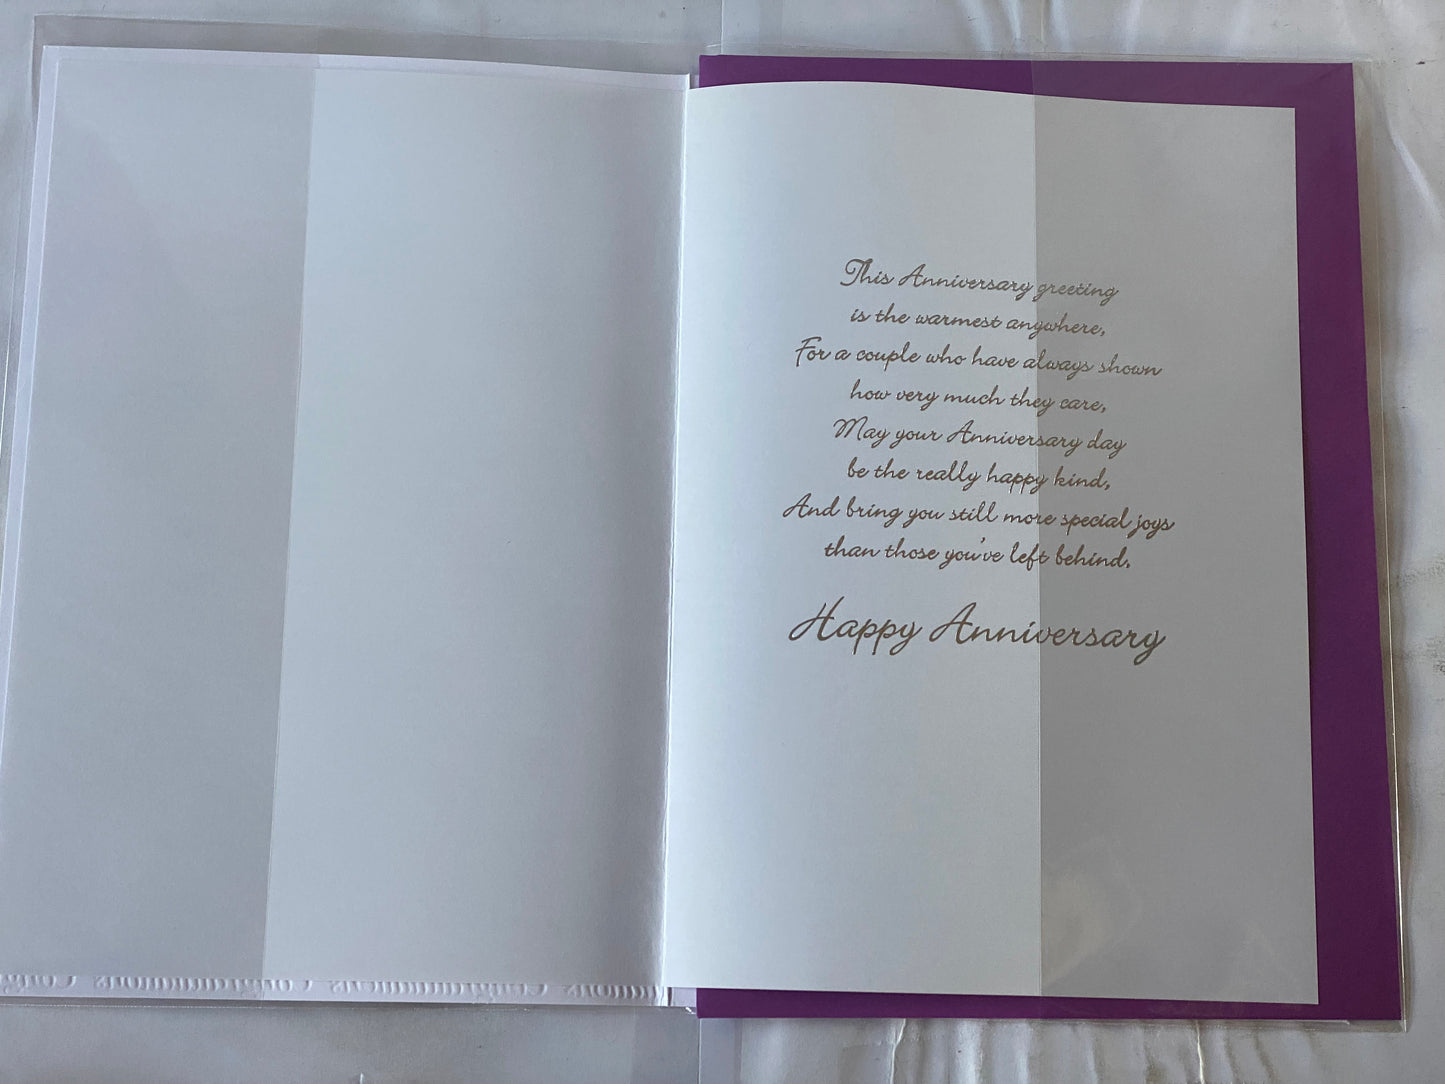 This Anniversary greeting
is the warmest anywhere,
For a couple who have always shown
how very much they care,
May your Anniversary day
be the really happy kind,
And bring you still more special joys
than those you've left behind.
Happy Anniversary